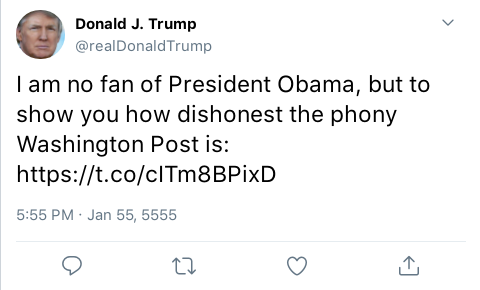 Donald J. Trump
@realDonaldTrump
I am no fan of President Obama, but to
show you how dishonest the phony
Washington Post is:
https://t.co/cITm8BPixD
5:55 PM · Jan 55, 5555